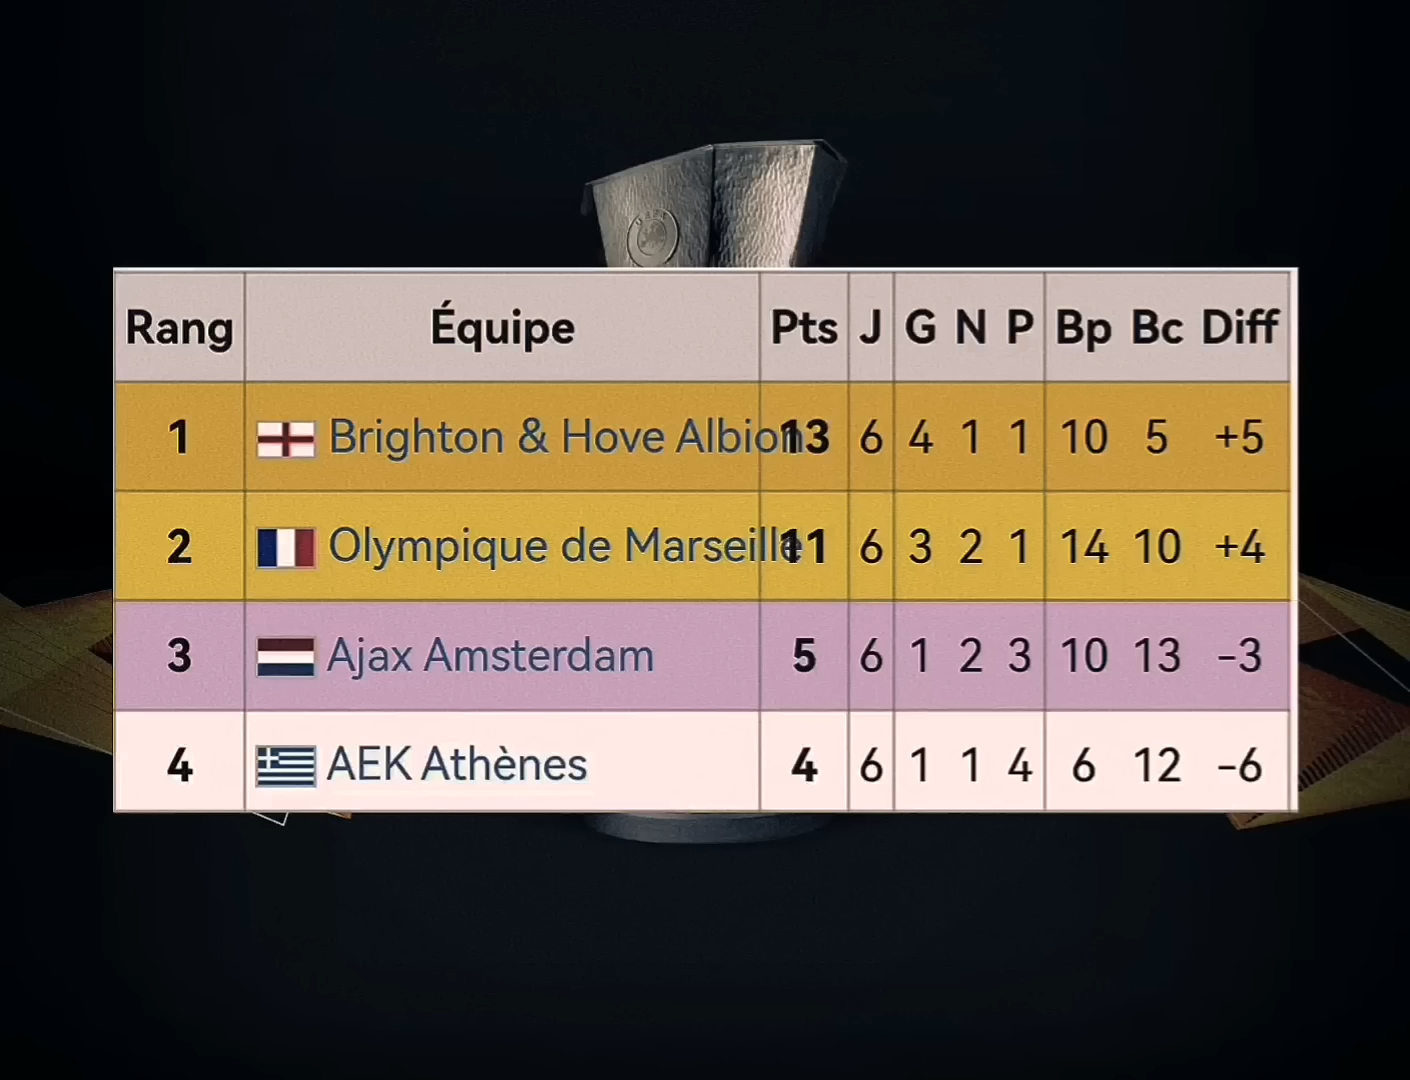 Rang Équipe Pts J G N P Bp Bc Diff
1 Brighton & Hove Albion 13 6 4 1 1 10 5 +5
2 Olympique de Marseille 11 6 3 2 1 14 10 +4
3 Ajax Amsterdam 5 6 1 2 3 10 13 -3
4 AEK Athènes 4 6 1 1 4 6 12 -6